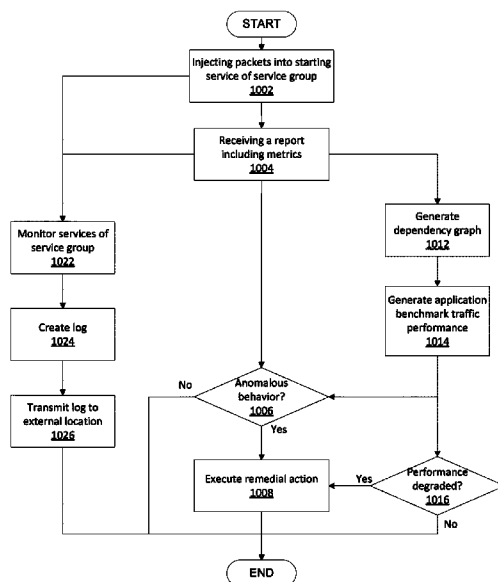 START
Injecting packets into starting
service of service group
1002
Receiving a report
including metrics
1004
Monitor services of
service group
1022
Generate
dependency graph
1012
Create log
1024
Generate application
benchmark traffic
performance
1014
Transmit log to
external location
1026
No
Anomalous
behavior?
1006
Yes
Execute remedial action
1008
Yes
Performance
degraded?
1016
No
END